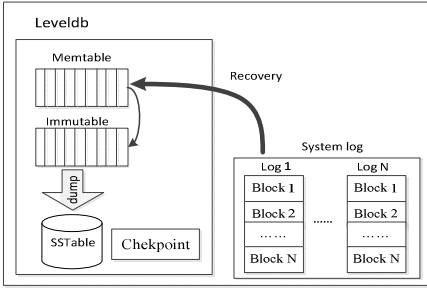 Leveldb
Memtable
Recovery
Immutable
System log
dump
Log 1
Log N
Block 1
Block 1
Block 2
Block 2
......
......
......
SSTable
Chekpoint
Block N
Block N